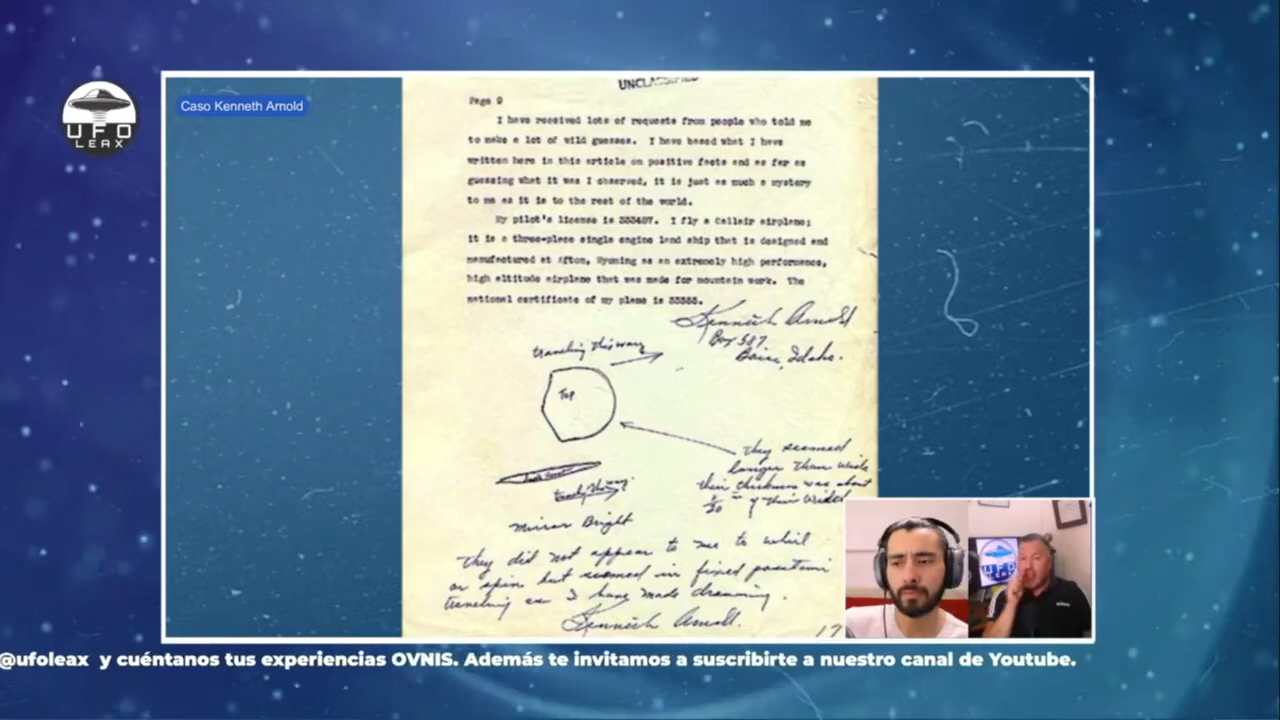 UFO
LEAX
Caso Kenneth Arnold
UNCLASSIFIED
Page 9
I have received lots of requests from people who told me
to make a lot of wild guesses. I have based what I have
written here in this article on positive facts and as far as
guessing what it was I observed, it is just as much a mystery
to me as it is to the rest of the world.
My pilot's license is 333487. I fly a Callair airplane;
it is a three-place single engine land ship that is designed and
manufactured at Afton, Wyoming as an extremely high performance,
high altitude airplane that was made for mountain work. The
national certificate of my plane is 33355.
Kenneth Arnold
Box 587
Boise, Idaho.
traveling this way
Top
they seemed
longer than wide
their thickness was about
1/20 th of their width
traveling this way
Mirror Bright
They did not appear to me to whirl
or spin but seemed in fixed position
traveling as I have made drawing.
Kenneth Arnold.
17
UFO
@ufoleax y cuéntanos tus experiencias OVNIS. Además te invitamos a suscribirte a nuestro canal de Youtube.